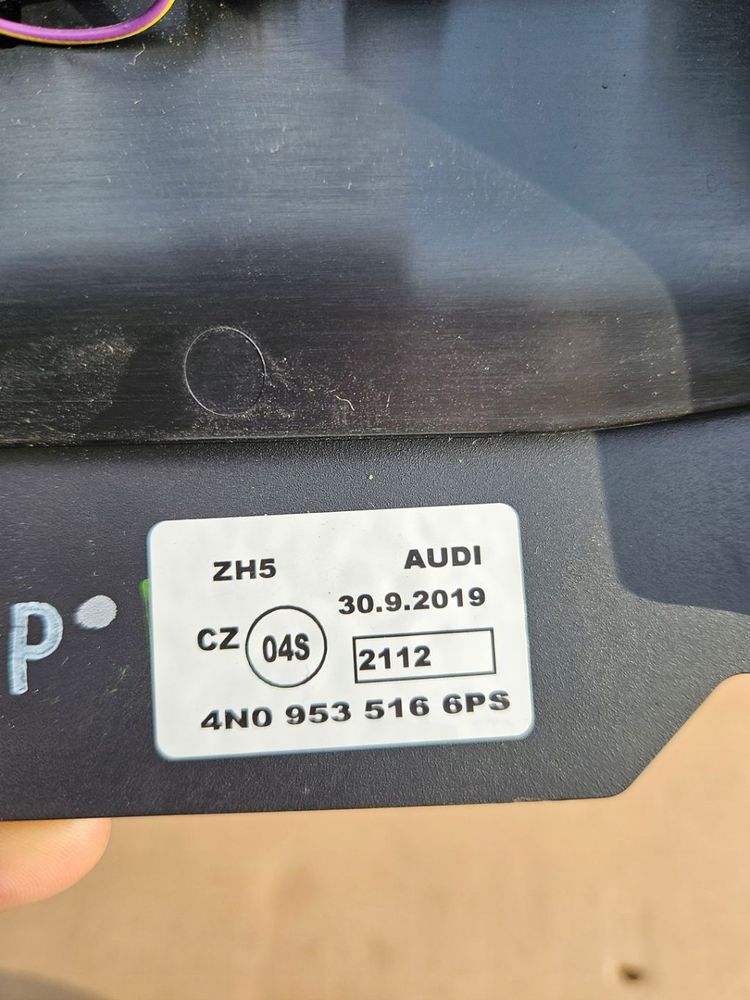 ZH5 AUDI
30.9.2019
CZ 04S 2112
4N0 953 516 6PS
P